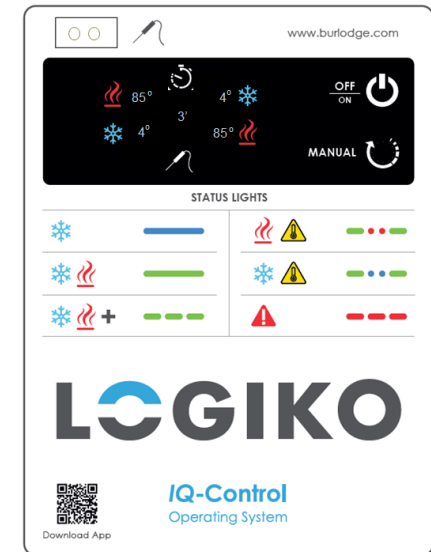 www.burlodge.com
85° 4°
OFF
ON
3'
4° 85°
MANUAL
STATUS LIGHTS
+
LOGIKO
IQ-Control
Operating System
Download App